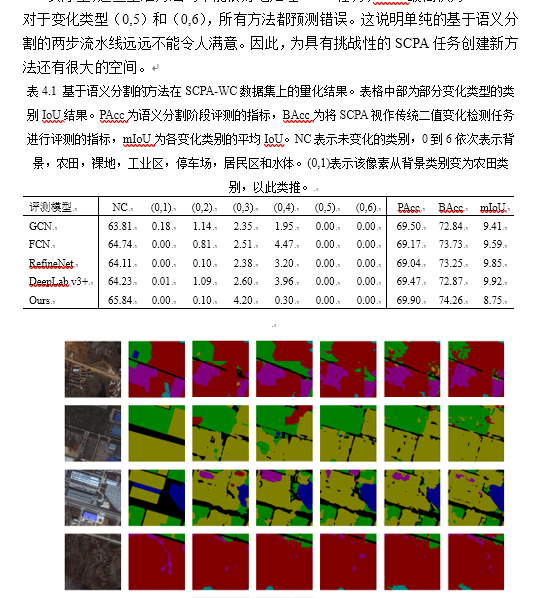 对于变化类型（0,5）和（0,6），所有方法都预测错误。这说明单纯的基于语义分
割的两步流水线远远不能令人满意。因此，为具有挑战性的 SCPA 任务创建新方
法还有很大的空间。
表 4.1 基于语义分割的方法在 SCPA-WC 数据集上的量化结果。表格中部为部分变化类型的类
别 IoU 结果。PAcc 为语义分割阶段评测的指标，BAcc 为将 SCPA 视作传统二值变化检测任务
进行评测的指标，mIoU 为各变化类别的平均 IoU。NC 表示未变化的类别，0 到 6 依次表示背
景，农田，裸地，工业区，停车场，居民区和水体。(0,1)表示该像素从背景类别变为农田类
别，以此类推。
评测模型 NC (0,1) (0,2) (0,3) (0,4) (0,5) (0,6) PAcc BAcc mIoU
GCN 63.81 0.18 1.14 2.35 1.95 0.00 0.00 69.50 72.84 9.41
FCN 64.74 0.00 0.81 2.51 4.47 0.00 0.00 69.17 73.73 9.59
RefineNet 64.11 0.00 0.10 2.38 3.20 0.00 0.00 69.04 73.25 9.85
DeepLab v3+ 64.23 0.01 1.09 2.60 3.96 0.00 0.00 69.47 72.87 9.92
Ours 65.84 0.00 0.10 4.20 0.30 0.00 0.00 69.90 74.26 8.75